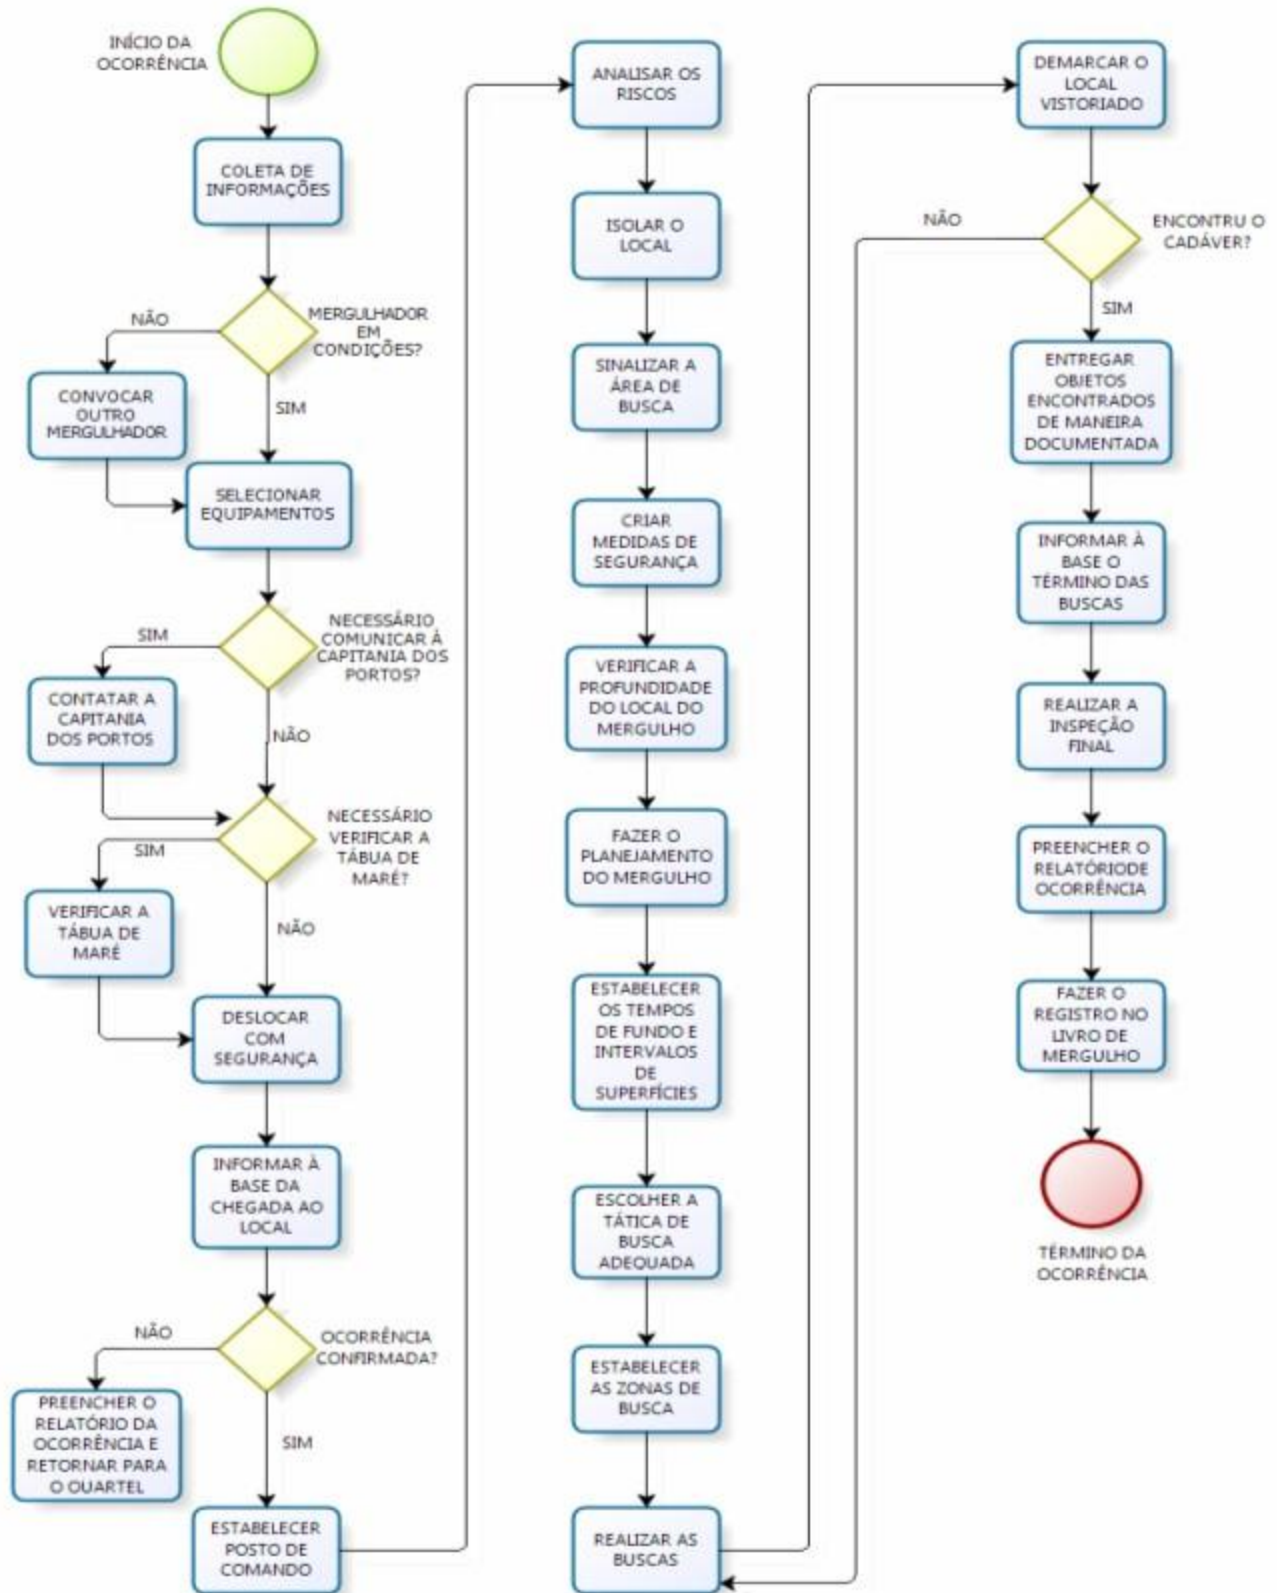 INÍCIO DA
OCORRÊNCIA
COLETA DE
INFORMAÇÕES
MERGULHADOR
EM
CONDIÇÕES?
NÃO
CONVOCAR
OUTRO
MERGULHADOR
SIM
SELECIONAR
EQUIPAMENTOS
NECESSÁRIO
COMUNICAR À
CAPITANIA DOS
PORTOS?
SIM
CONTATAR A
CAPITANIA
DOS PORTOS
NÃO
NECESSÁRIO
VERIFICAR A
TÁBUA DE
MARÉ?
SIM
VERIFICAR A
TÁBUA DE
MARÉ
NÃO
DESLOCAR
COM
SEGURANÇA
INFORMAR À
BASE DA
CHEGADA AO
LOCAL
OCORRÊNCIA
CONFIRMADA?
NÃO
PREENCHER O
RELATÓRIO DA
OCORRÊNCIA E
RETORNAR PARA
O QUARTEL
SIM
ESTABELECER
POSTO DE
COMANDO
ANALISAR OS
RISCOS
ISOLAR O
LOCAL
SINALIZAR A
ÁREA DE
BUSCA
CRIAR
MEDIDAS DE
SEGURANÇA
VERIFICAR A
PROFUNDIDADE
DO LOCAL DO
MERGULHO
FAZER O
PLANEJAMENTO
DO MERGULHO
ESTABELECER
OS TEMPOS
DE FUNDO E
INTERVALOS
DE
SUPERFÍCIES
ESCOLHER A
TÁTICA DE
BUSCA
ADEQUADA
ESTABELECER
AS ZONAS DE
BUSCA
REALIZAR AS
BUSCAS
DEMARCAR O
LOCAL
VISTORIADO
ENCONTRU O
CADÁVER?
NÃO
SIM
ENTREGAR
OBJETOS
ENCONTRADOS
DE MANEIRA
DOCUMENTADA
INFORMAR À
BASE O
TÉRMINO DAS
BUSCAS
REALIZAR A
INSPEÇÃO
FINAL
PREENCHER O
RELATÓRIODE
OCORRÊNCIA
FAZER O
REGISTRO NO
LIVRO DE
MERGULHO
TÉRMINO DA
OCORRÊNCIA